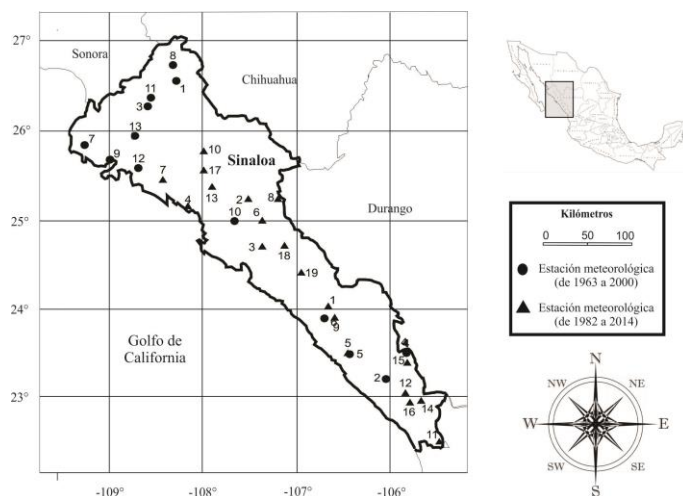 27°
26°
25°
24°
23°
-109°
-108°
-107°
-106°
Sonora
Chihuahua
Sinaloa
Durango
Golfo de
California
8
1
11
3
13
7
9
12
7
10
17
13
4
2
8
10
6
3
18
19
1
9
5
5
2
15
12
16
14
11
Kilómetros
0 50 100
Estación meteorológica
(de 1963 a 2000)
Estación meteorológica
(de 1982 a 2014)
N
NW NE
W E
SW SE
S